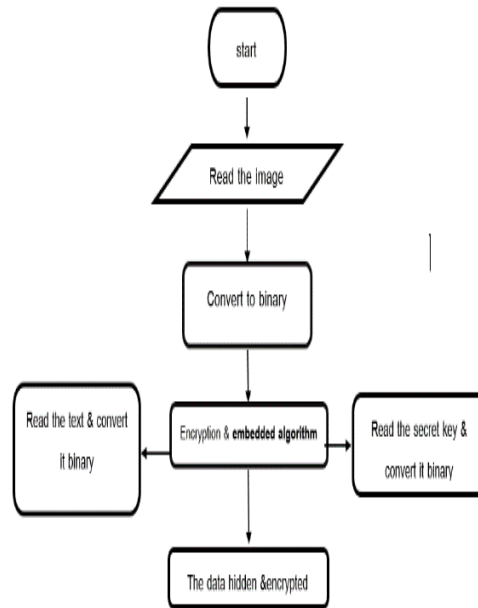 start
Read the image
Convert to binary
Read the text & convert
it binary
Encryption & embedded algorithm
Read the secret key &
convert it binary
The data hidden &encrypted